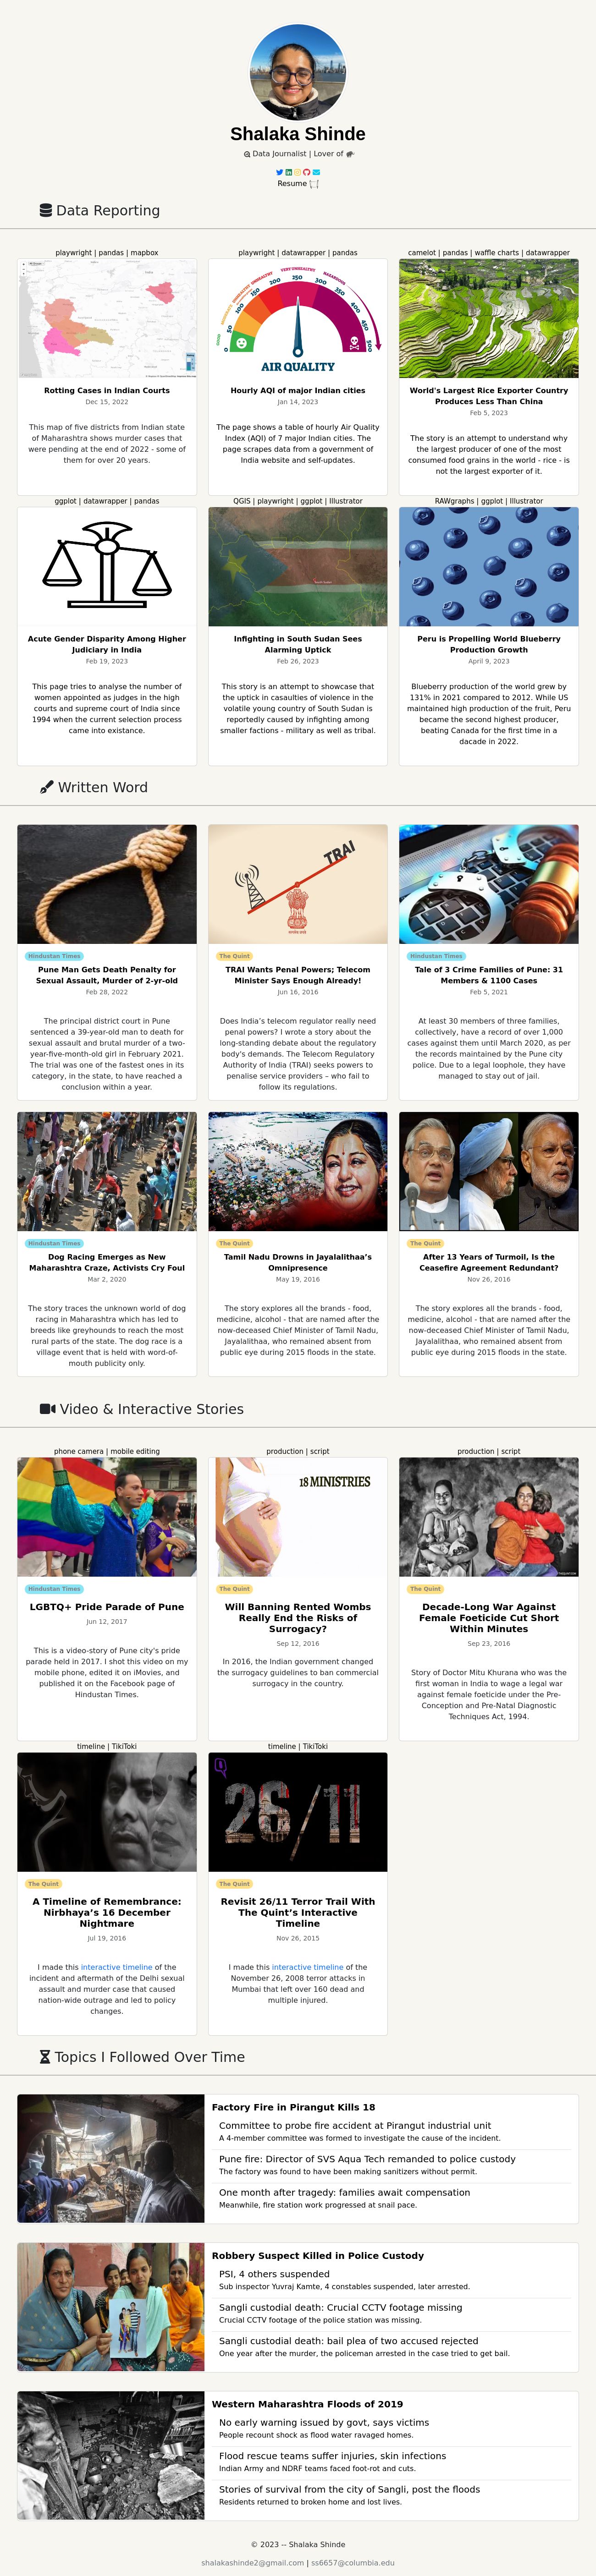 Shalaka Shinde
Data Journalist | Lover of
Resume
Data Reporting
playwright | pandas | mapbox
Rotting Cases in Indian Courts
Dec 15, 2022
This map of five districts from Indian state
of Maharashtra shows murder cases that
were pending at the end of 2022 - some of
them for over 20 years.
playwright | datawrapper | pandas
GOOD
MODERATE
VERY UNHEALTHY
HAZARDOUS
0
50
100
150
200
250
300
350
400
450
500
AIR QUALITY
Hourly AQI of major Indian cities
Jan 14, 2023
The page shows a table of hourly Air Quality
Index (AQI) of 7 major Indian cities. The
page scrapes data from a government of
India website and self-updates.
camelot | pandas | waffle charts | datawrapper
World's Largest Rice Exporter Country
Produces Less Than China
Feb 5, 2023
The story is an attempt to understand why
the largest producer of one of the most
consumed food grains in the world - rice - is
not the largest exporter of it.
ggplot | datawrapper | pandas
Acute Gender Disparity Among Higher
Judiciary in India
Feb 19, 2023
This page tries to analyse the number of
women appointed as judges in the high
courts and supreme court of India since
1994 when the current selection process
came into existance.
QGIS | playwright | ggplot | Illustrator
Infighting in South Sudan Sees
Alarming Uptick
Feb 26, 2023
This story is an attempt to showcase that
the uptick in casualties of violence in the
volatile young country of South Sudan is
reportedly caused by infighting among
smaller factions - military as well as tribal.
RAWgraphs | ggplot | Illustrator
Peru is Propelling World Blueberry
Production Growth
April 9, 2023
Blueberry production of the world grew by
131% in 2021 compared to 2012. While US
maintained high production of the fruit, Peru
became the second highest producer,
beating Canada for the first time in a
dacade in 2022.
Written Word
Hindustan Times
Pune Man Gets Death Penalty for
Sexual Assault, Murder of 2-yr-old
Feb 28, 2022
The principal district court in Pune
sentenced a 39-year-old man to death for
sexual assault and brutal murder of a two-
year-five-month-old girl in February 2021.
The trial was one of the fastest ones in its
category, in the state, to have reached a
conclusion within a year.
TRAI
The Quint
TRAI Wants Penal Powers; Telecom
Minister Says Enough Already!
Jun 16, 2016
Does India's telecom regulator really need
penal powers? I wrote a story about the
long-standing debate about the regulatory
body's demands. The Telecom Regulatory
Authority of India (TRAI) seeks powers to
penalise service providers – who fail to
follow its regulations.
Hindustan Times
Tale of 3 Crime Families of Pune: 31
Members & 1100 Cases
Feb 5, 2021
At least 30 members of three families,
collectively, have a record of over 1,000
cases against them until March 2020, as per
the records maintained by the Pune city
police. Due to a legal loophole, they have
managed to stay out of jail.
Hindustan Times
Dog Racing Emerges as New
Maharashtra Craze, Activists Cry Foul
Mar 2, 2020
The story traces the unknown world of dog
racing in Maharashtra which has led to
breeds like greyhounds to reach the most
rural parts of the state. The dog race is a
village event that is held with word-of-
mouth publicity only.
The Quint
Tamil Nadu Drowns in Jayalalithaa's
Omnipresence
May 19, 2016
The story explores all the brands - food,
medicine, alcohol - that are named after the
now-deceased Chief Minister of Tamil Nadu,
Jayalalithaa, who remained absent from
public eye during 2015 floods in the state.
The Quint
After 13 Years of Turmoil, Is the
Ceasefire Agreement Redundant?
Nov 26, 2016
The story explores all the brands - food,
medicine, alcohol - that are named after the
now-deceased Chief Minister of Tamil Nadu,
Jayalalithaa, who remained absent from
public eye during 2015 floods in the state.
Video & Interactive Stories
phone camera | mobile editing
Hindustan Times
LGBTQ+ Pride Parade of Pune
Jun 12, 2017
This is a video-story of Pune city's pride
parade held in 2017. I shot this video on my
mobile phone, edited it on iMovies, and
published it on the Facebook page of
Hindustan Times.
production | script
18 MINISTRIES
The Quint
Will Banning Rented Wombs
Really End the Risks of
Surrogacy?
Sep 12, 2016
In 2016, the Indian government changed
the surrogacy guidelines to ban commercial
surrogacy in the country.
production | script
The Quint
Decade-Long War Against
Female Foeticide Cut Short
Within Minutes
Sep 23, 2016
Story of Doctor Mitu Khurana who was the
first woman in India to wage a legal war
against female foeticide under the Pre-
Conception and Pre-Natal Diagnostic
Techniques Act, 1994.
timeline | TikiToki
The Quint
A Timeline of Remembrance:
Nirbhaya's 16 December
Nightmare
Jul 19, 2016
I made this interactive timeline of the
incident and aftermath of the Delhi sexual
assault and murder case that caused
nation-wide outrage and led to policy
changes.
timeline | TikiToki
26/11
The Quint
Revisit 26/11 Terror Trail With
The Quint's Interactive
Timeline
Nov 26, 2015
I made this interactive timeline of the
November 26, 2008 terror attacks in
Mumbai that left over 160 dead and
multiple injured.
Topics I Followed Over Time
Factory Fire in Pirangut Kills 18
Committee to probe fire accident at Pirangut industrial unit
A 4-member committee was formed to investigate the cause of the incident.
Pune fire: Director of SVS Aqua Tech remanded to police custody
The factory was found to have been making sanitizers without permit.
One month after tragedy: families await compensation
Meanwhile, fire station work progressed at snail pace.
Robbery Suspect Killed in Police Custody
PSI, 4 others suspended
Sub inspector Yuvraj Kamte, 4 constables suspended, later arrested.
Sangli custodial death: Crucial CCTV footage missing
Crucial CCTV footage of the police station was missing.
Sangli custodial death: bail plea of two accused rejected
One year after the murder, the policeman arrested in the case tried to get bail.
Western Maharashtra Floods of 2019
No early warning issued by govt, says victims
People recount shock as flood water ravaged homes.
Flood rescue teams suffer injuries, skin infections
Indian Army and NDRF teams faced foot-rot and cuts.
Stories of survival from the city of Sangli, post the floods
Residents returned to broken home and lost lives.
© 2023 -- Shalaka Shinde
shalakashinde2@gmail.com | ss6657@columbia.edu